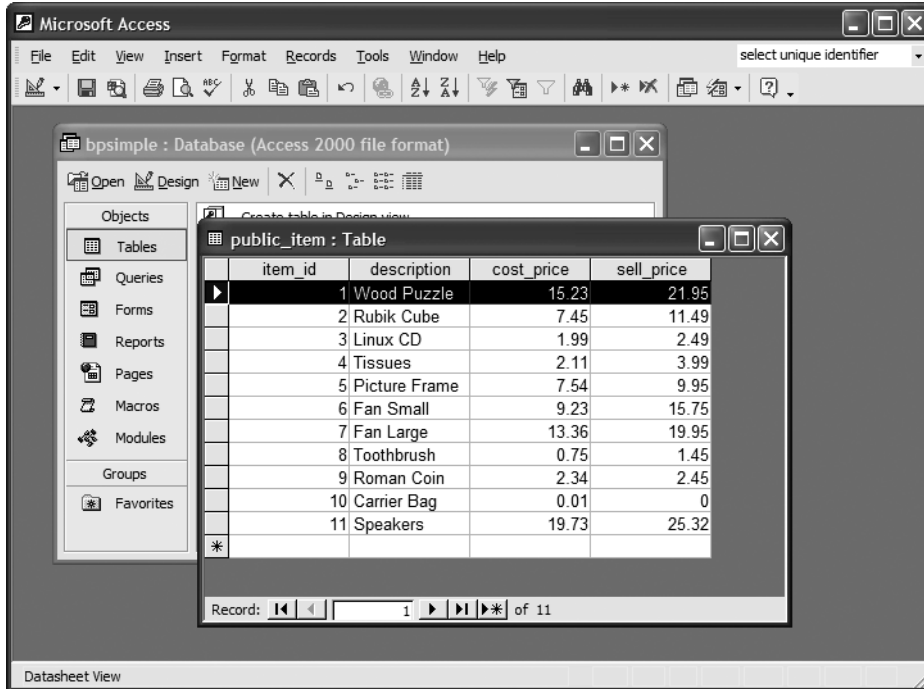 Microsoft Access
File Edit View Insert Format Records Tools Window Help select unique identifier
bpsimple : Database (Access 2000 file format)
Open Design New
Objects
Create table in Design view
Tables
Queries
Forms
Reports
Pages
Macros
Modules
Groups
Favorites
public_item : Table
item_id description cost_price sell_price
1 Wood Puzzle 15.23 21.95
2 Rubik Cube 7.45 11.49
3 Linux CD 1.99 2.49
4 Tissues 2.11 3.99
5 Picture Frame 7.54 9.95
6 Fan Small 9.23 15.75
7 Fan Large 13.36 19.95
8 Toothbrush 0.75 1.45
9 Roman Coin 2.34 2.45
10 Carrier Bag 0.01 0
11 Speakers 19.73 25.32
Record: 1 of 11
Datasheet View